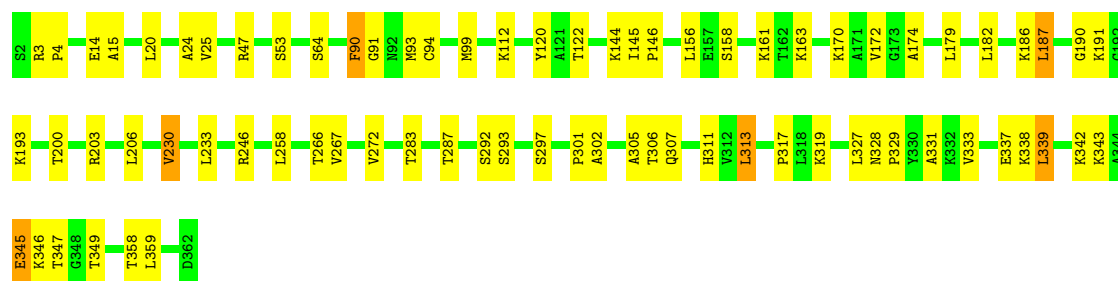 S2 R3 P4 E14 A15 L20 A24 V25 R47 S53 S64 F90 G91 N92 M93 C94 M99 K112 Y120 A121 T122 K144 I145 P146 L156 E157 S158 K161 T162 K163 K170 A171 V172 G173 A174 L179 L182 K186 L187 G190 K191
K193 T200 R203 L206 V230 L233 R246 L258 T266 V267 V272 T283 T287 S292 S293 S297 P301 A302 A305 T306 Q307 H311 V312 L313 P317 L318 K319 L327 N328 P329 Y330 A331 K332 V333 E337 K338 L339 K342 K343 A344
E345 K346 T347 G348 T349 T358 L359 D362